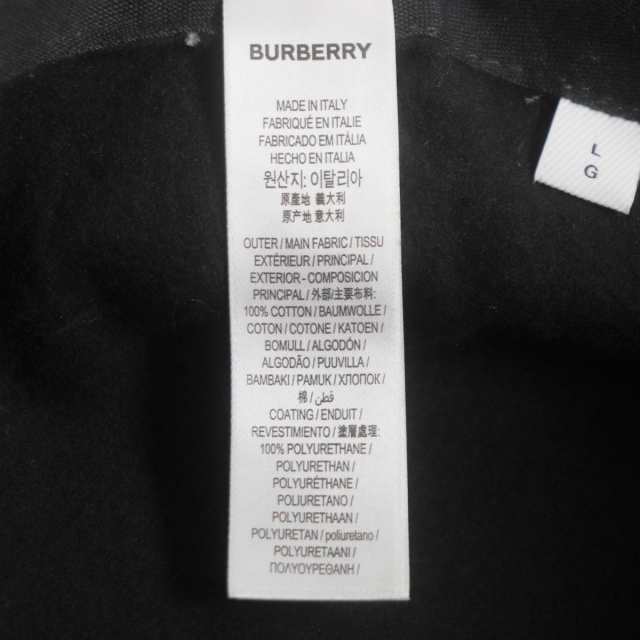 BURBERRY
MADE IN ITALY
FABRIQUÉ EN ITALIE
FABRICADO EM ITÁLIA
HECHO EN ITALIA
원산지: 이탈리아
原產地 義大利
原产地 意大利
OUTER / MAIN FABRIC / TISSU
EXTÉRIEUR / PRINCIPAL /
EXTERIOR - COMPOSICION
PRINCIPAL / 外部/主要布料:
100% COTTON / BAUMWOLLE /
COTON / COTONE / KATOEN /
BOMULL / ALGODÓN /
ALGODÃO / PUUVILLA /
BAMBAKI / PAMUK / ХЛОПОК /
棉 / قطن /
COATING / ENDUIT /
REVESTIMIENTO / 塗層處理:
100% POLYURETHANE /
POLYURETHAN /
POLYURÉTHANE /
POLIURETANO /
POLYURETHAAN /
POLYURETAN / poliuretano /
POLYURETAANI /
ΠΟΛΥΟΥΡΕΘΑΝΗ /
L
G